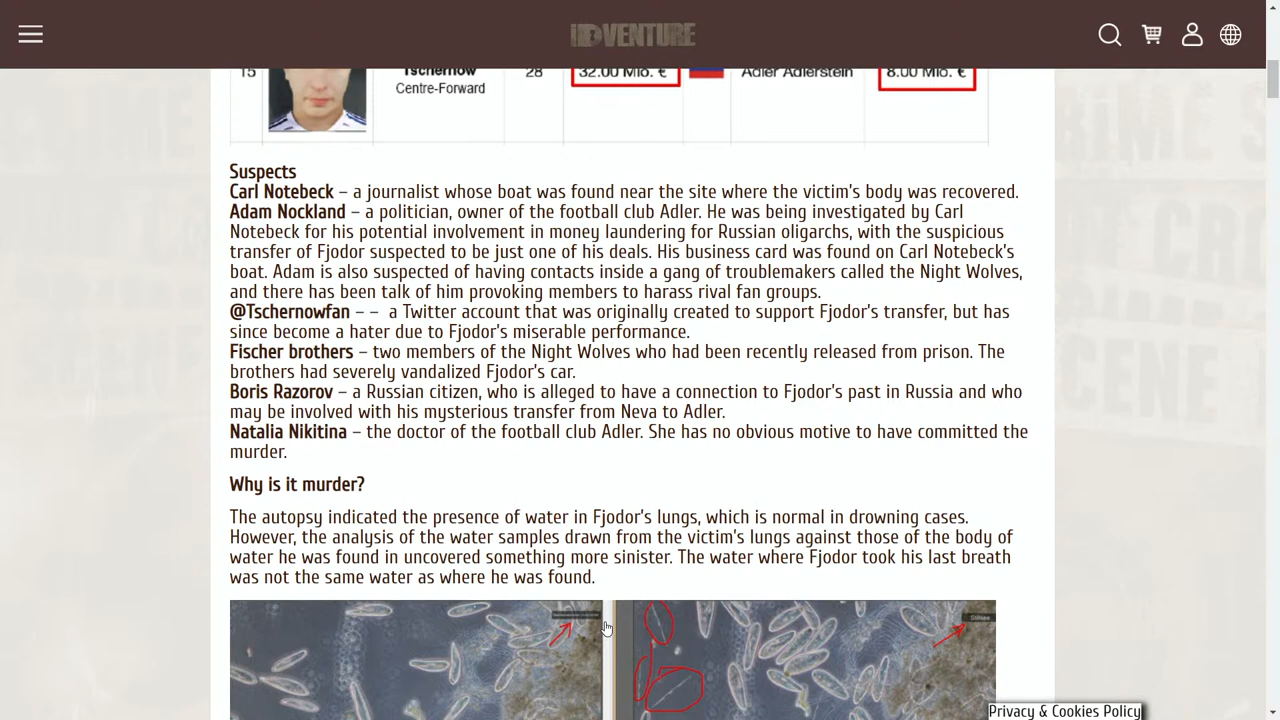 iDVENTURE
15
Tschernow
28
32.00 Mio. €
Adler Adlerstein
8.00 Mio. €
Centre-Forward
Suspects
Carl Notebeck – a journalist whose boat was found near the site where the victim's body was recovered.
Adam Nockland – a politician, owner of the football club Adler. He was being investigated by Carl
Notebeck for his potential involvement in money laundering for Russian oligarchs, with the suspicious
transfer of Fjodor suspected to be just one of his deals. His business card was found on Carl Notebeck's
boat. Adam is also suspected of having contacts inside a gang of troublemakers called the Night Wolves,
and there has been talk of him provoking members to harass rival fan groups.
@Tschernowfan – –  a Twitter account that was originally created to support Fjodor's transfer, but has
since become a hater due to Fjodor's miserable performance.
Fischer brothers – two members of the Night Wolves who had been recently released from prison. The
brothers had severely vandalized Fjodor's car.
Boris Razorov – a Russian citizen, who is alleged to have a connection to Fjodor's past in Russia and who
may be involved with his mysterious transfer from Neva to Adler.
Natalia Nikitina – the doctor of the football club Adler. She has no obvious motive to have committed the
murder.
Why is it murder?
The autopsy indicated the presence of water in Fjodor's lungs, which is normal in drowning cases.
However, the analysis of the water samples drawn from the victim's lungs against those of the body of
water he was found in uncovered something more sinister. The water where Fjodor took his last breath
was not the same water as where he was found.
Stillsee
Privacy & Cookies Policy